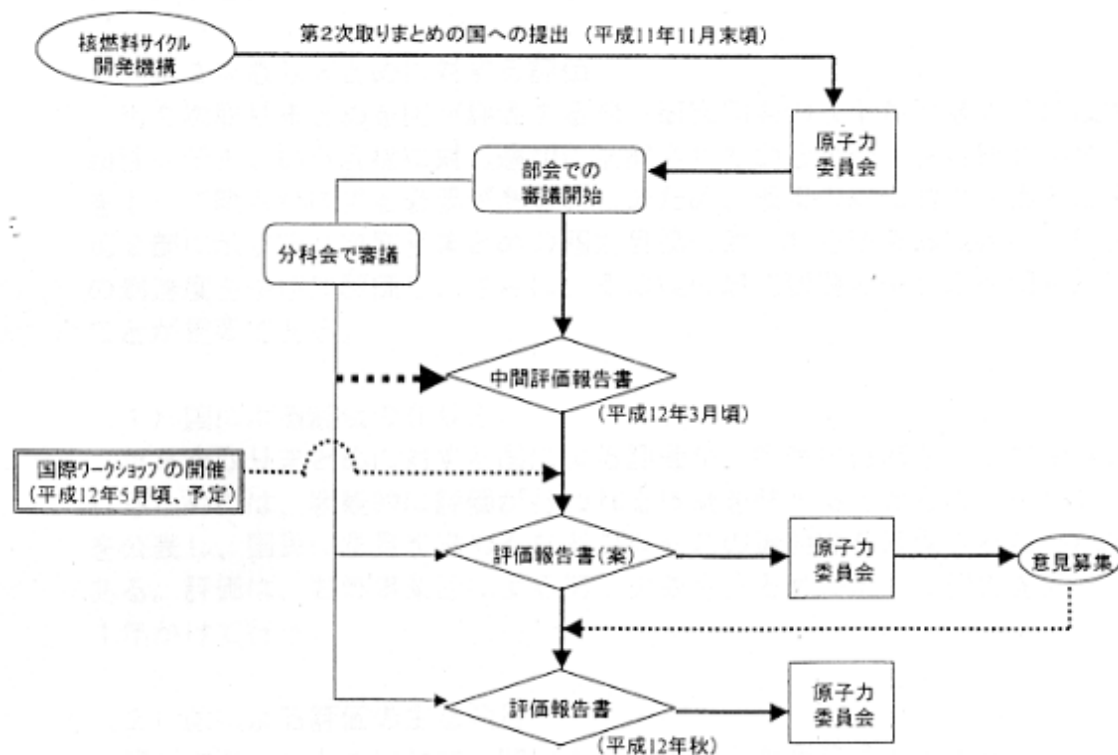 核燃料サイクル
開発機構
第2次取りまとめの国への提出 (平成11年11月末頃)
原子力
委員会
部会での
審議開始
分科会で審議
中間評価報告書
(平成12年3月頃)
国際ワークショップの開催
(平成12年5月頃、予定)
評価報告書(案)
原子力
委員会
意見募集
評価報告書
(平成12年秋)
原子力
委員会